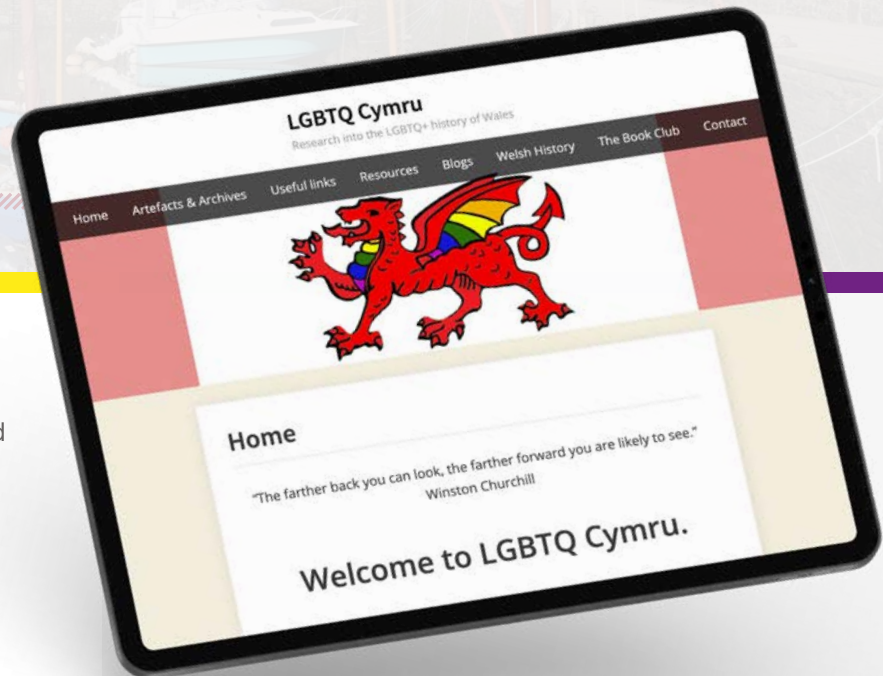 LGBTQ Cymru
Research into the LGBTQ+ history of Wales
Home Artefacts & Archives Useful links Resources Blogs Welsh History The Book Club Contact
Home
“The farther back you can look, the farther forward you are likely to see.”
Winston Churchill
Welcome to LGBTQ Cymru.